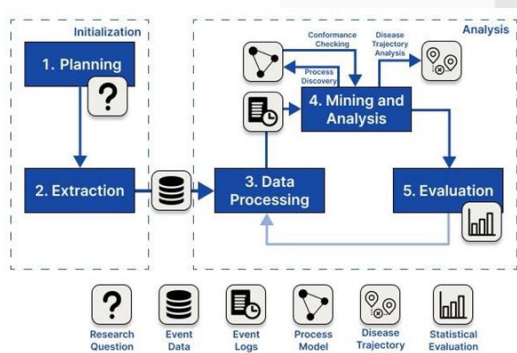 Initialization
Analysis
1. Planning
2. Extraction
3. Data
Processing
Conformance
Checking
Process
Discovery
Disease
Trajectory
Analysis
4. Mining and
Analysis
5. Evaluation
Research
Question
Event
Data
Event
Logs
Process
Model
Disease
Trajectory
Statistical
Evaluation